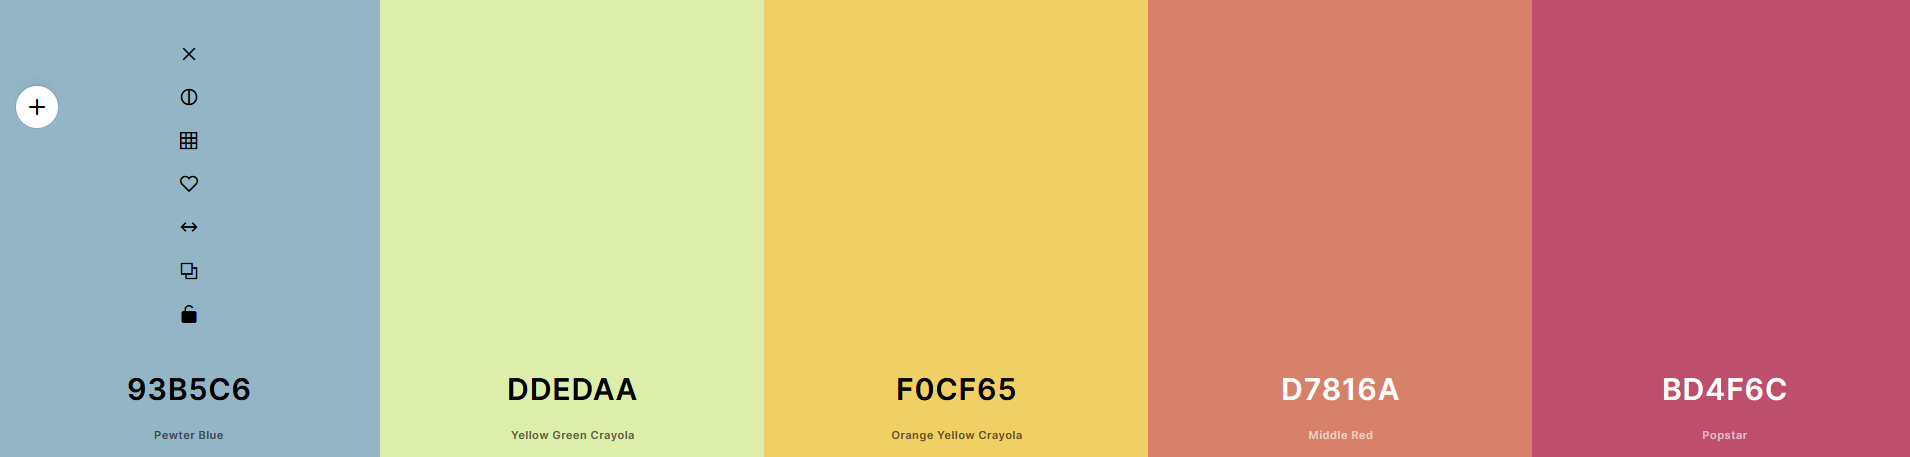 93B5C6
Pewter Blue
DDEDAA
Yellow Green Crayola
F0CF65
Orange Yellow Crayola
D7816A
Middle Red
BD4F6C
Popstar